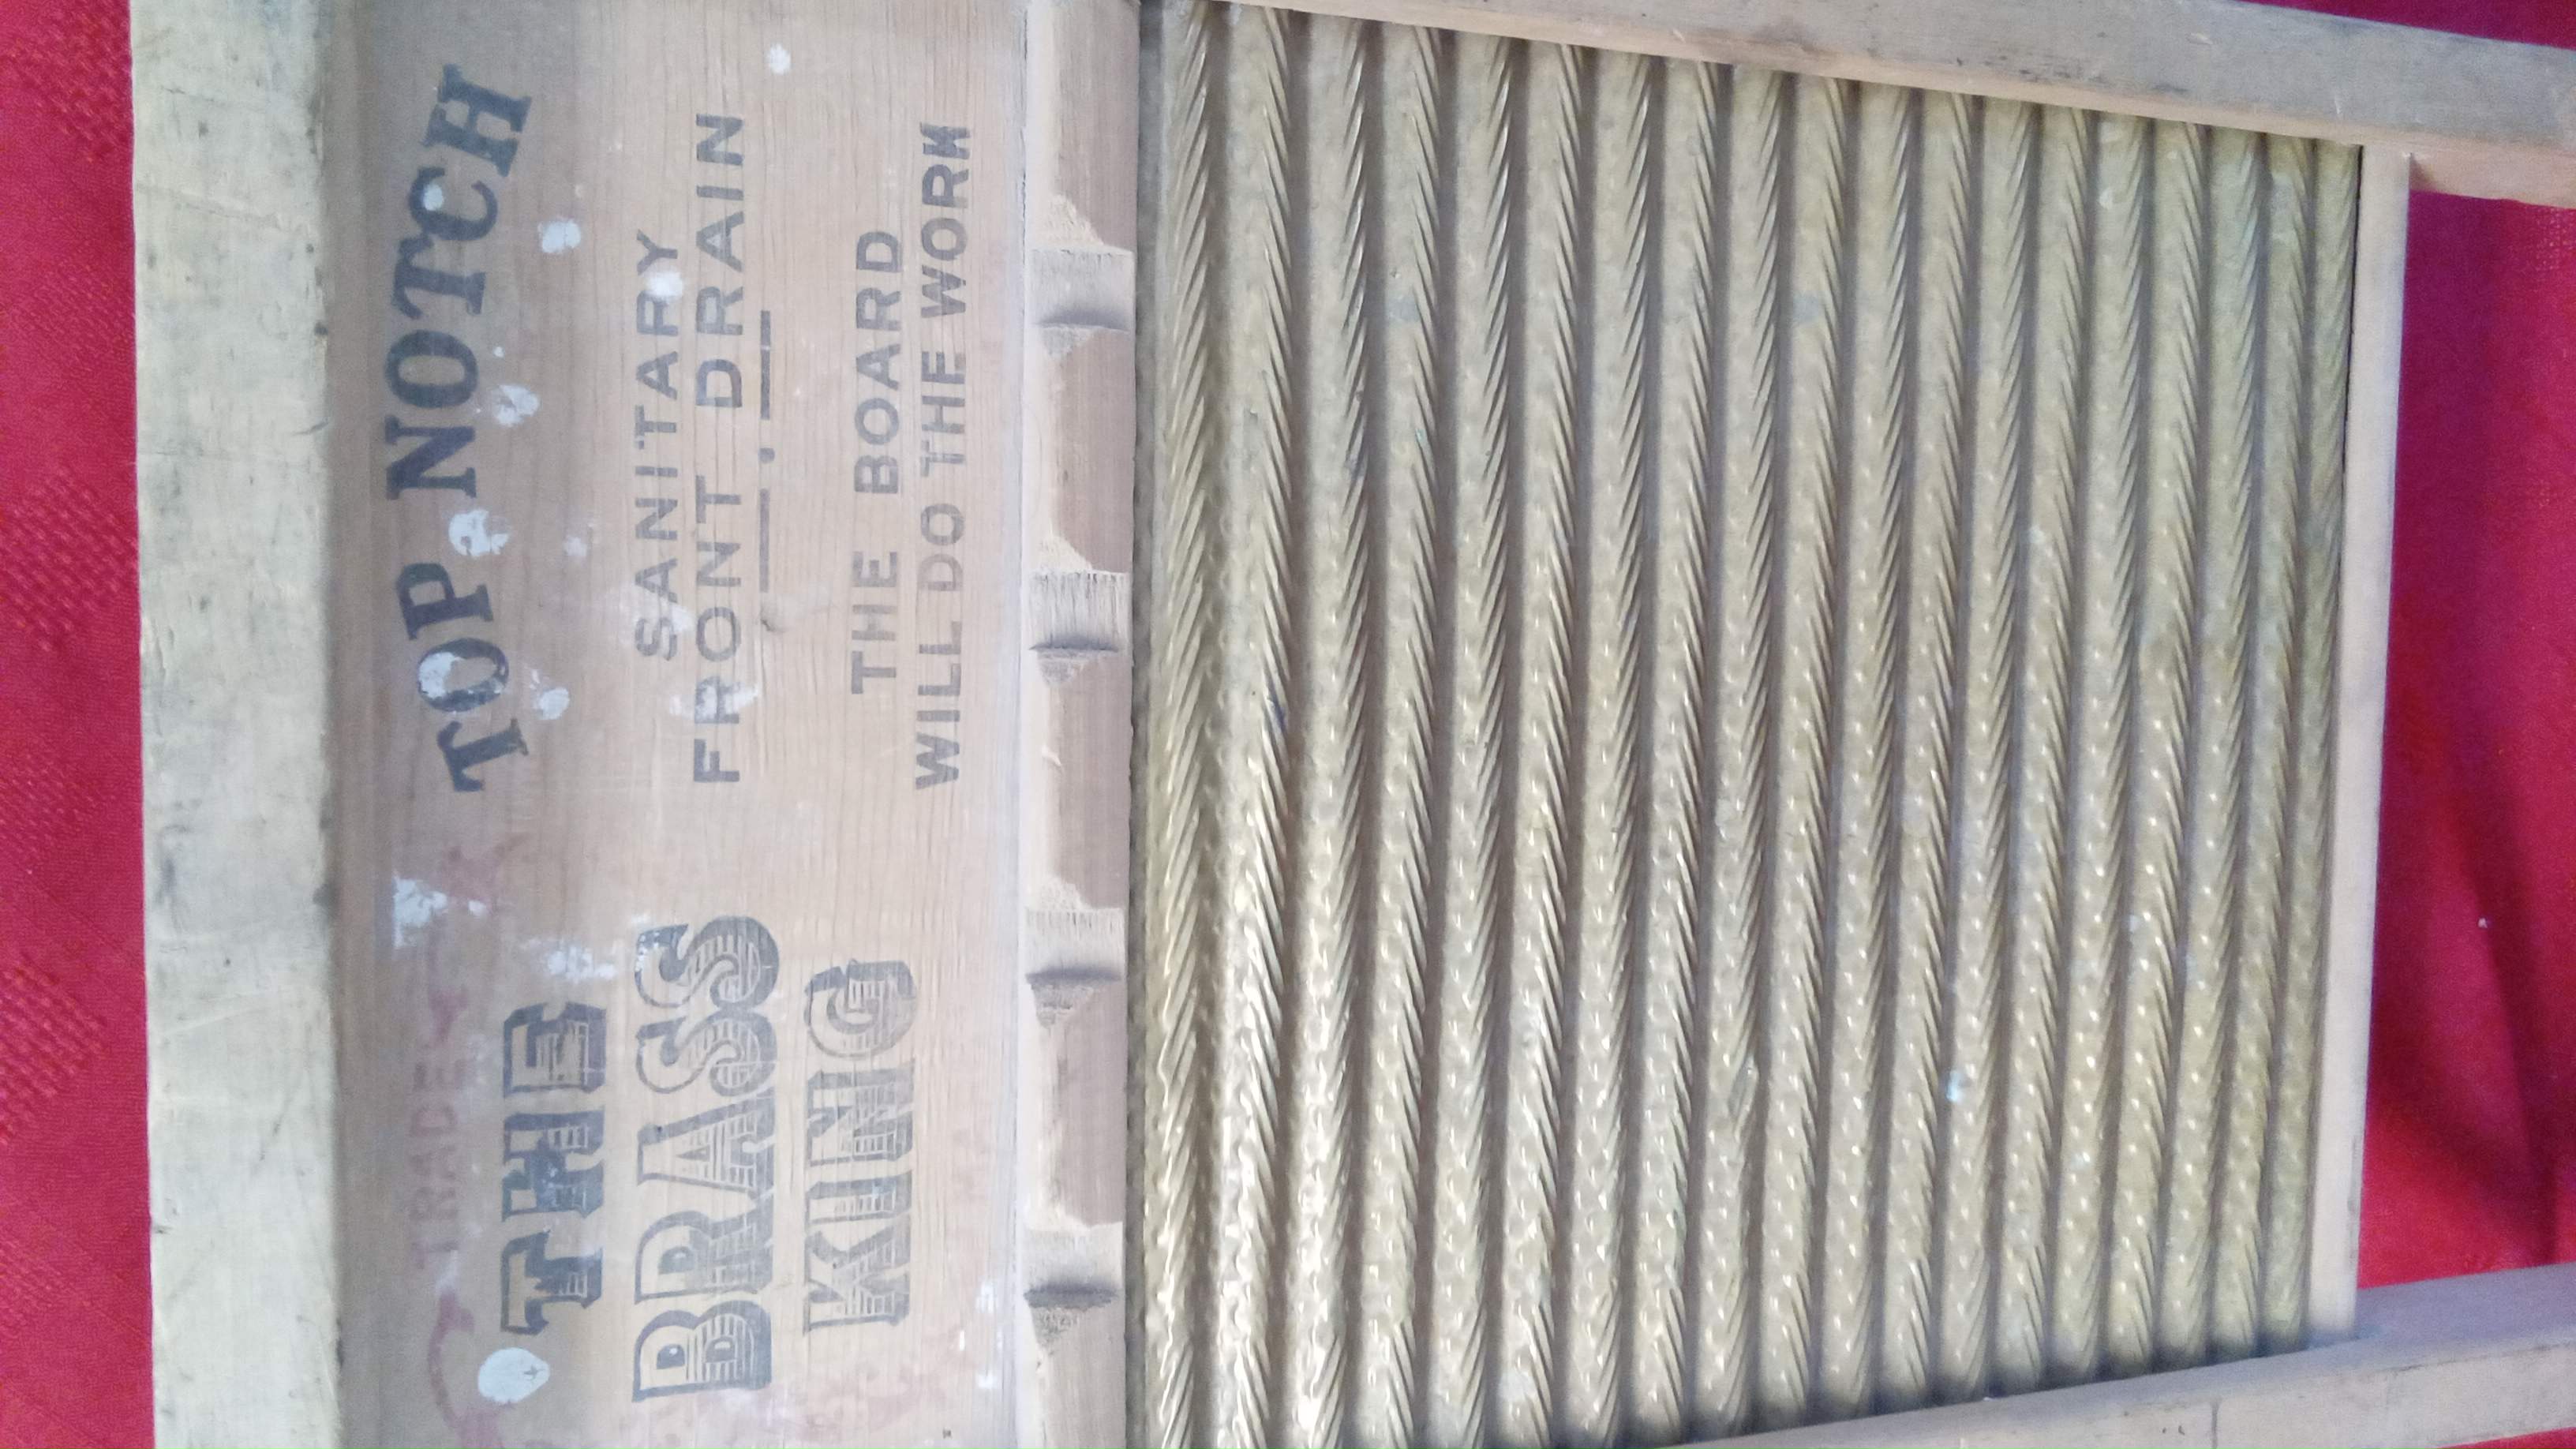 TRADE
THE
BRASS
KING
TOP NOTCH
SANITARY
FRONT DRAIN
THE BOARD
WILL DO THE WORK